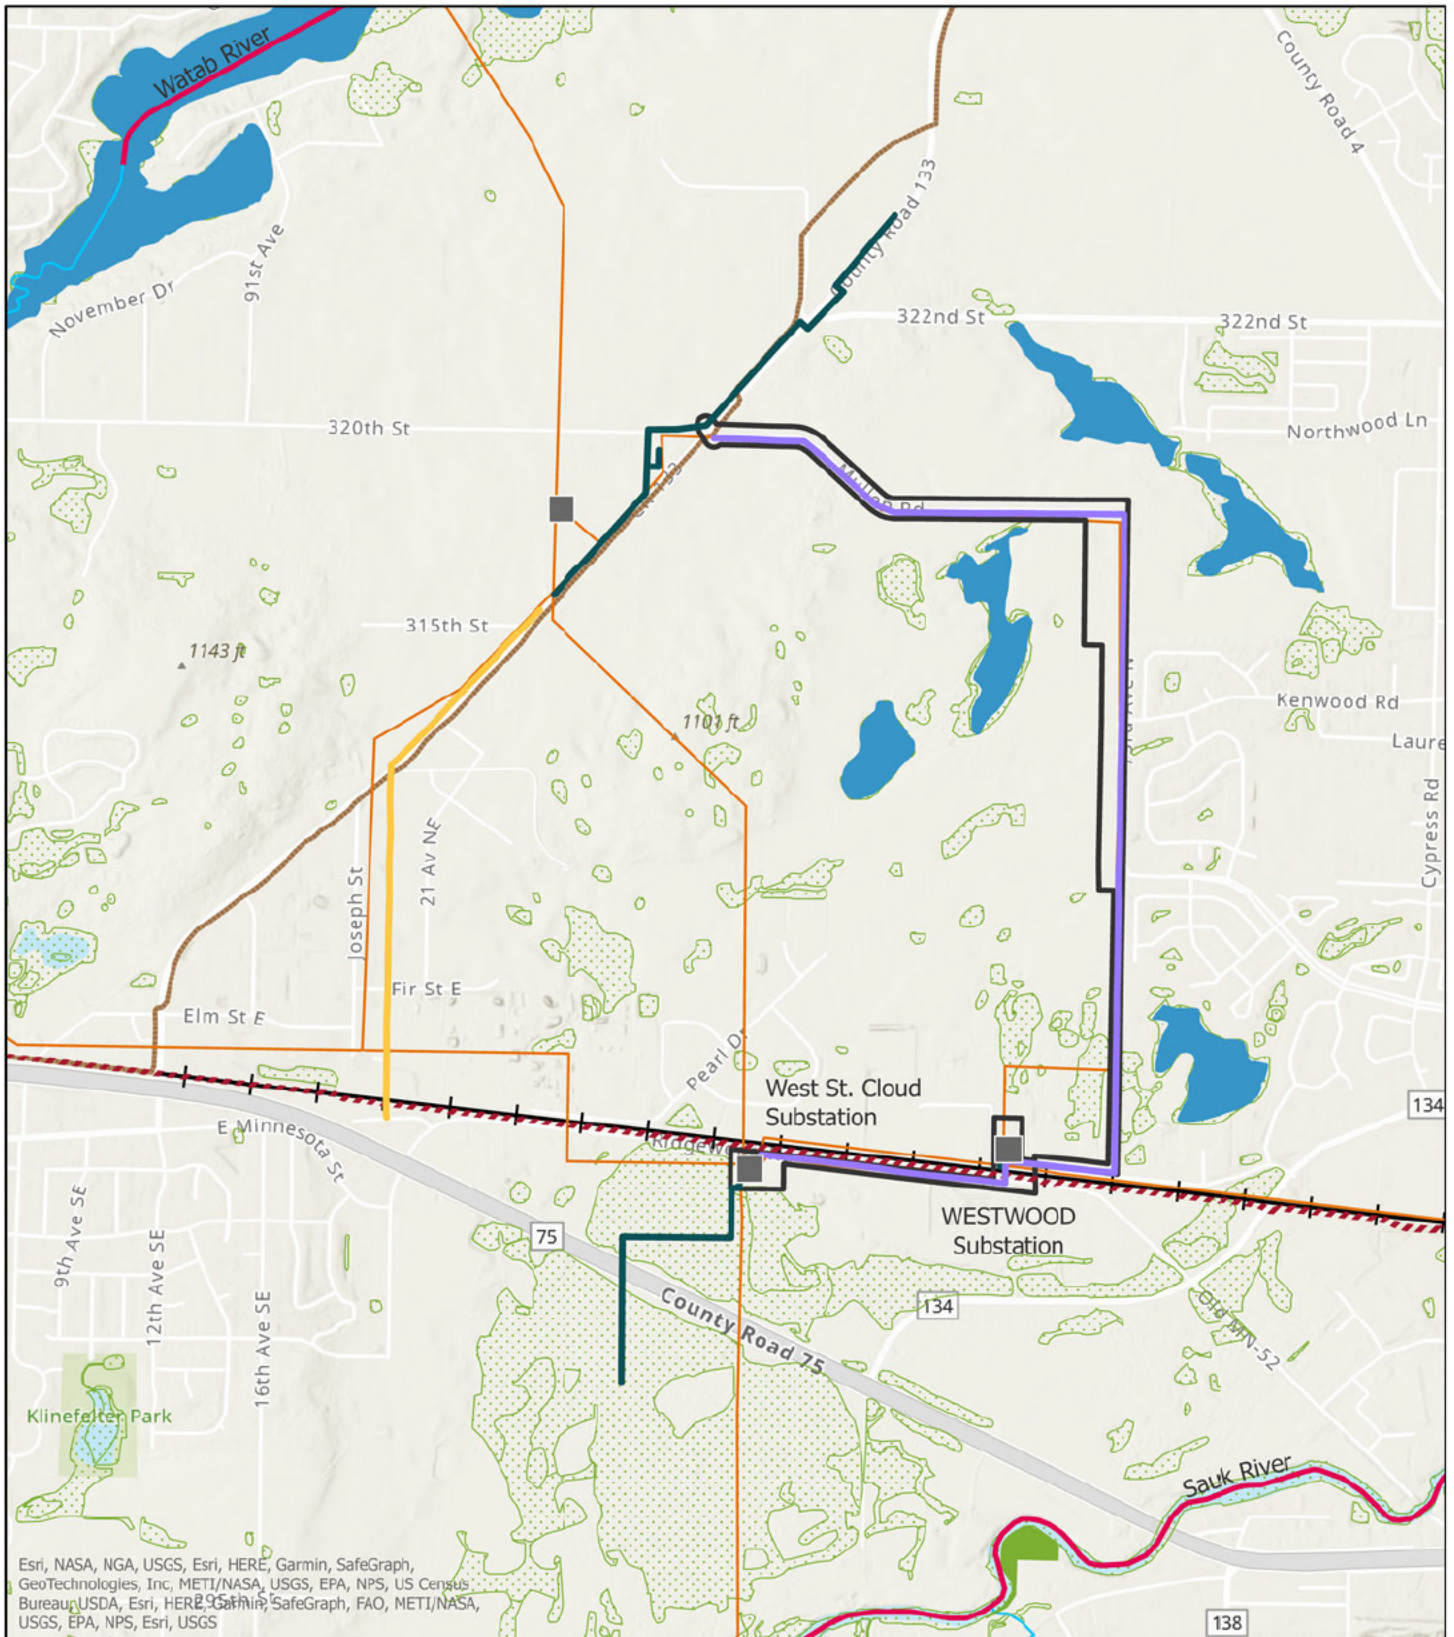 Watab River
County Road 4
County Road 133
91st Ave
November Dr
322nd St
322nd St
320th St
Northwood Ln
Mullen Rd
315th St
1143 ft
Kenwood Rd
1101 ft
Laure
Cypress Rd
21 Av NE
Joseph St
Fir St E
Elm St E
Pearl Dr
West St. Cloud
Substation
134
E Minnesota St
WESTWOOD
Substation
9th Ave SE
12th Ave SE
75
16th Ave SE
134
County Road 75
Old MN-52
Klinefelter Park
Sauk River
Esri, NASA, NGA, USGS, Esri, HERE, Garmin, SafeGraph,
GeoTechnologies, Inc, METI/NASA, USGS, EPA, NPS, US Census
Bureau, USDA, Esri, HERE, Garmin, SafeGraph, FAO, METI/NASA,
USGS, EPA, NPS, Esri, USGS
295th St
138